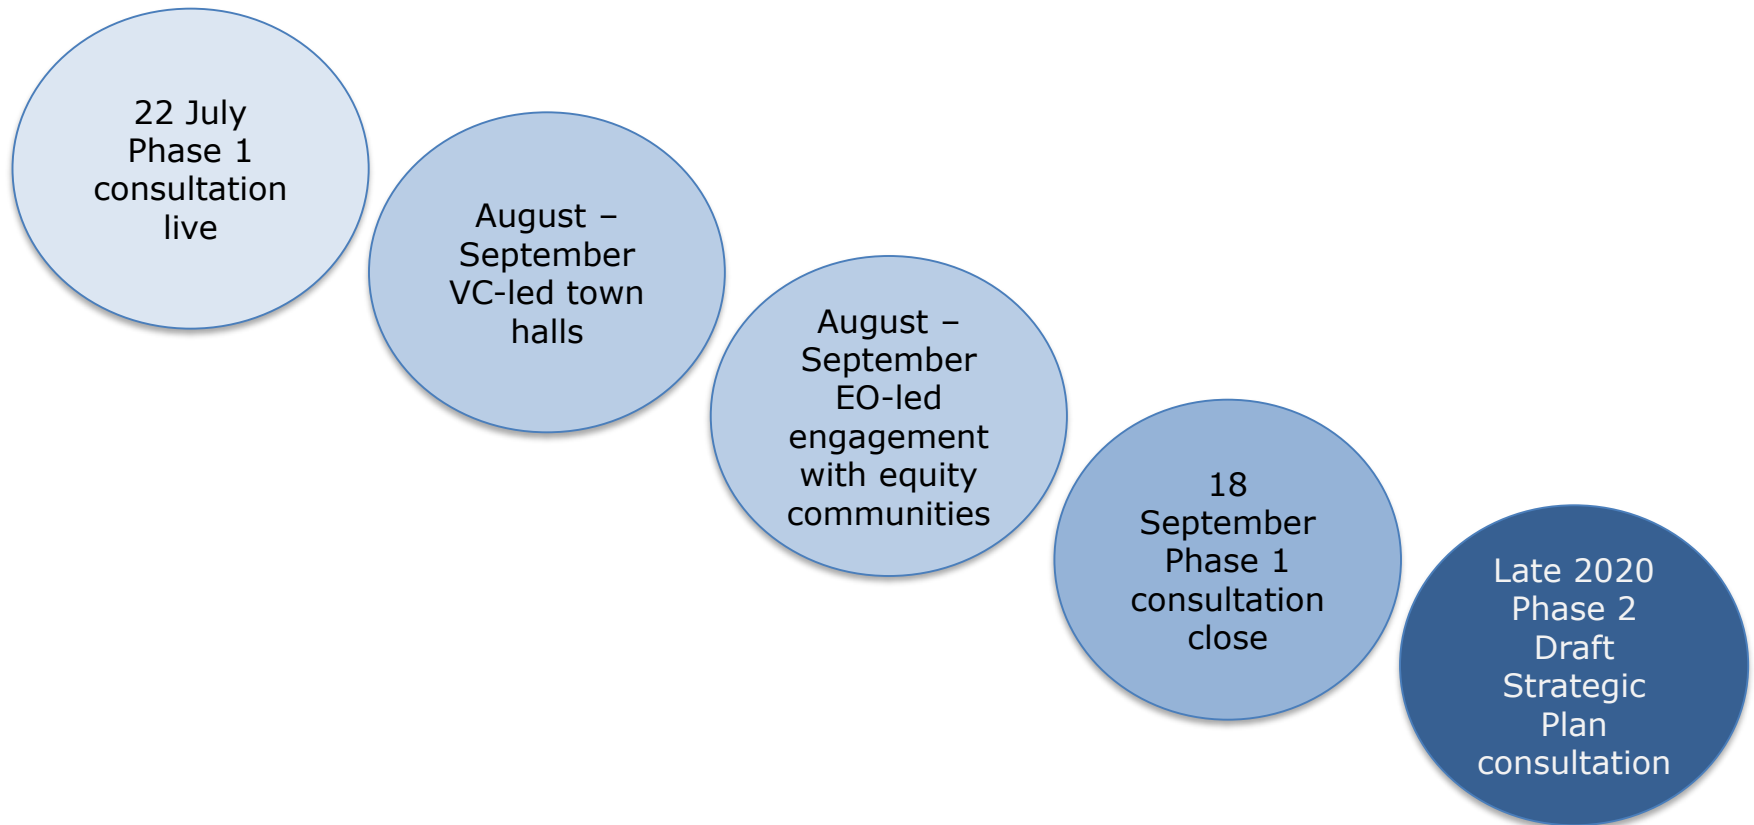 22 July
Phase 1
consultation
live
August –
September
VC-led town
halls
August –
September
EO-led
engagement
with equity
communities
18
September
Phase 1
consultation
close
Late 2020
Phase 2
Draft
Strategic
Plan
consultation